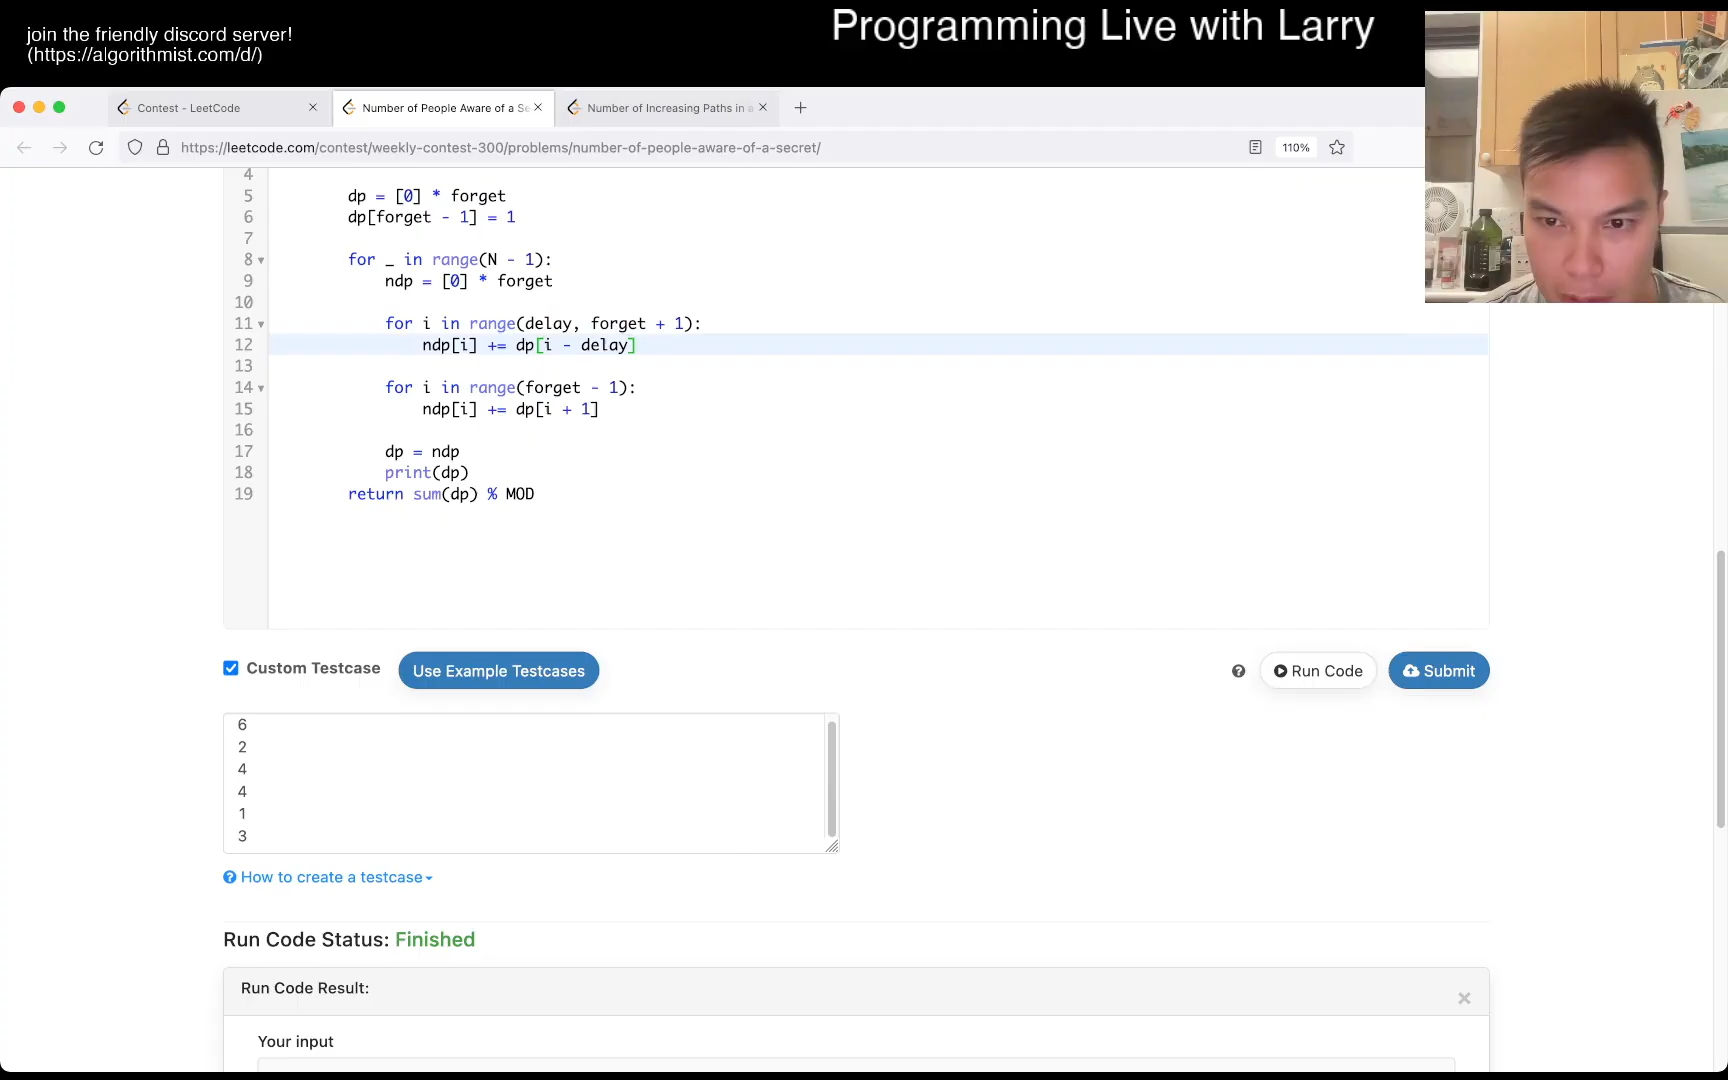 join the friendly discord server!
(https://algorithmist.com/d/)
Programming Live with Larry
Contest - LeetCode
Number of People Aware of a Se
Number of Increasing Paths in a
https://leetcode.com/contest/weekly-contest-300/problems/number-of-people-aware-of-a-secret/
110%
4
5 dp = [0] * forget
6 dp[forget - 1] = 1
7
8 for _ in range(N - 1):
9 ndp = [0] * forget
10
11 for i in range(delay, forget + 1):
12 ndp[i] += dp[i - delay]
13
14 for i in range(forget - 1):
15 ndp[i] += dp[i + 1]
16
17 dp = ndp
18 print(dp)
19 return sum(dp) % MOD
Custom Testcase
Use Example Testcases
Run Code
Submit
6
2
4
4
1
3
How to create a testcase
Run Code Status: Finished
Run Code Result:
Your input